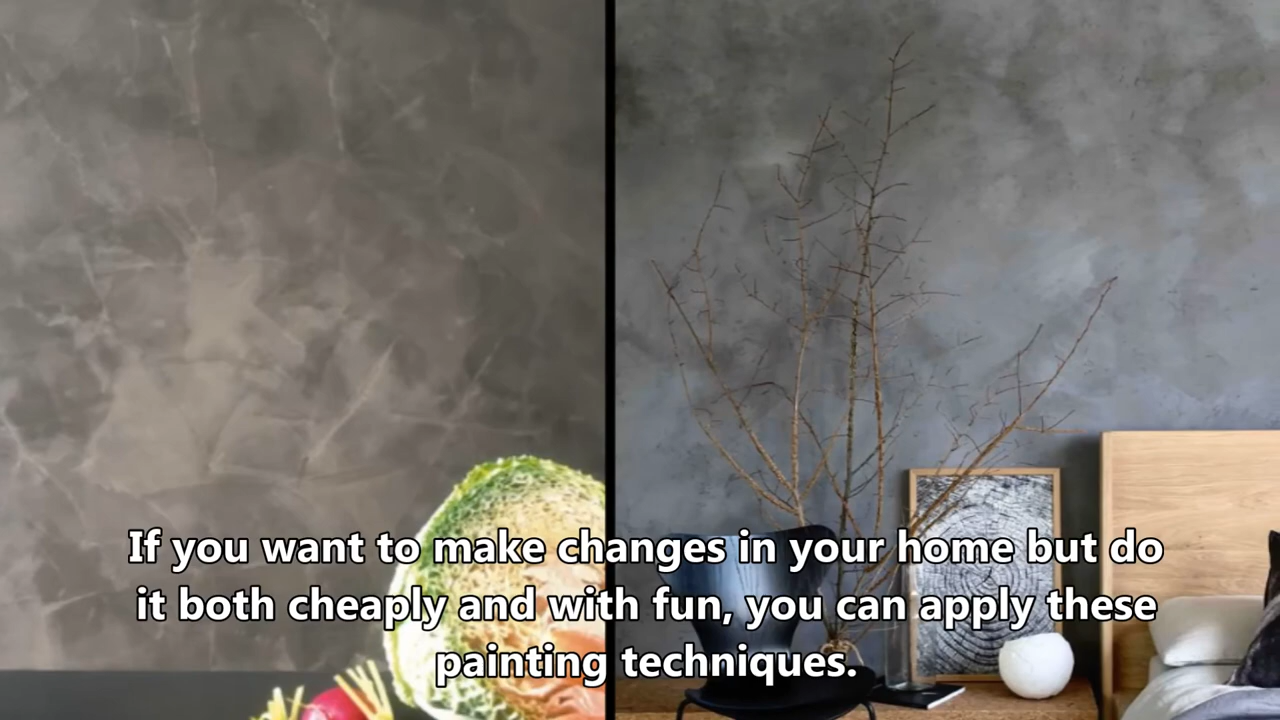 If you want to make changes in your home but do
it both cheaply and with fun, you can apply these
painting techniques.